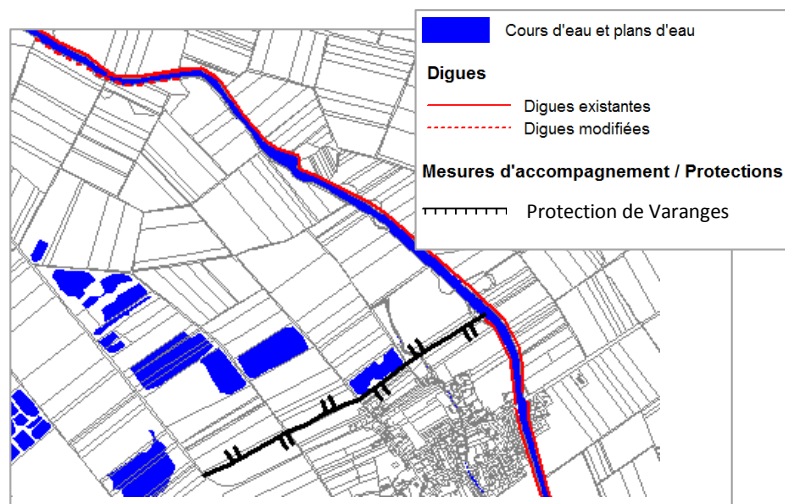 Cours d'eau et plans d'eau
Digues
Digues existantes
Digues modifiées
Mesures d'accompagnement / Protections
Protection de Varanges